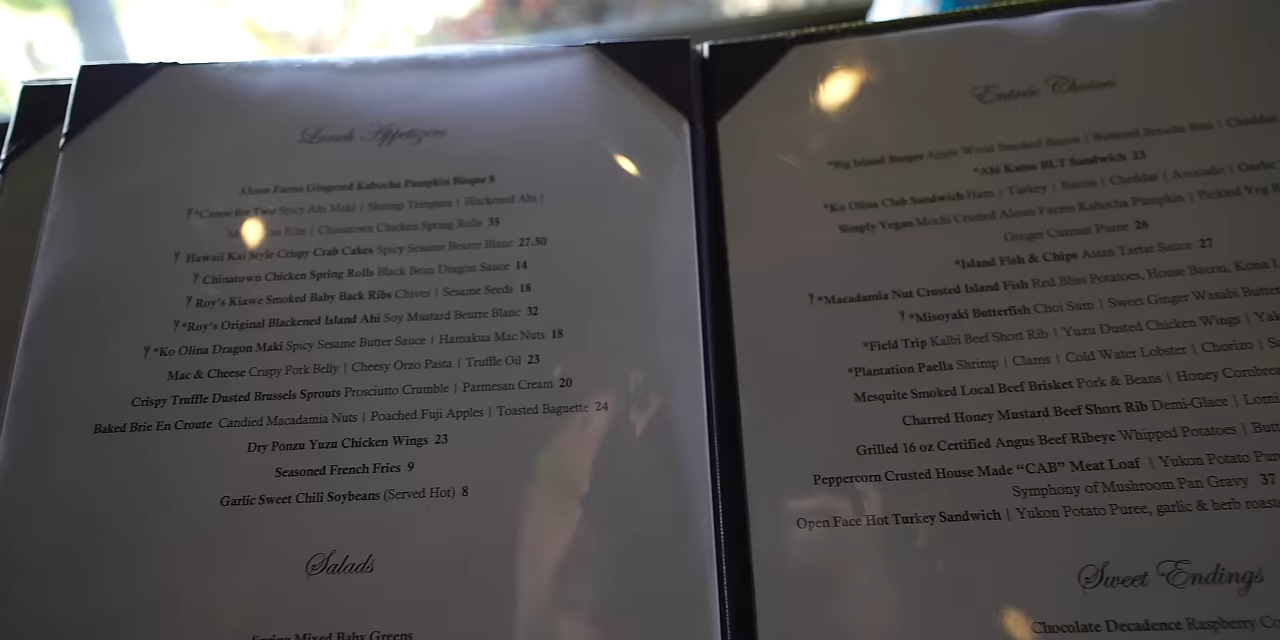 Lunch Appetizers
Aloun Farms Gingered Kabocha Pumpkin Bisque 8
*Canoe for Two Spicy Ahi Maki | Shrimp Tempura | Blackened Ahi |
Ribs | Chinatown Chicken Spring Rolls 35
Hawaii Kai Style Crispy Crab Cakes Spicy Sesame Beurre Blanc 27.50
Chinatown Chicken Spring Rolls Black Bean Dragon Sauce 14
Roy's Kiawe Smoked Baby Back Ribs Chives | Sesame Seeds 18
*Roy's Original Blackened Island Ahi Soy Mustard Beurre Blanc 32
*Ko Olina Dragon Maki Spicy Sesame Butter Sauce | Hamakua Mac Nuts 18
Mac & Cheese Crispy Pork Belly | Cheesy Orzo Pasta | Truffle Oil 23
Crispy Truffle Dusted Brussels Sprouts Prosciutto Crumble | Parmesan Cream 20
Baked Brie En Croute Candied Macadamia Nuts | Poached Fuji Apples | Toasted Baguette 24
Dry Ponzu Yuzu Chicken Wings 23
Seasoned French Fries 9
Garlic Sweet Chili Soybeans (Served Hot) 8
Salads
Mixed Baby Greens
Entrée Choices
*Big Island Burger Apple Wood Smoked Bacon | Buttered Brioche Bun | Cheddar
*Ahi Katsu BLT Sandwich 23
*Ko Olina Club Sandwich Ham | Turkey | Bacon | Cheddar | Avocado | Garlic
Simply Vegan Mochi Crusted Aloun Farms Kabocha Pumpkin | Pickled Veg
Ginger Currant Puree 26
*Island Fish & Chips Asian Tartar Sauce 27
*Macadamia Nut Crusted Island Fish Red Bliss Potatoes, House Bacon, Kona
*Misoyaki Butterfish Choi Sum | Sweet Ginger Wasabi Butter
*Field Trip Kalbi Beef Short Rib | Yuzu Dusted Chicken Wings |
*Plantation Paella Shrimp | Clams | Cold Water Lobster | Chorizo |
Mesquite Smoked Local Beef Brisket Pork & Beans | Honey Cornbrea
Charred Honey Mustard Beef Short Rib Demi-Glace | Lomi
Grilled 16 oz Certified Angus Beef Ribeye Whipped Potatoes | Butt
Peppercorn Crusted House Made "CAB" Meat Loaf | Yukon Potato Pur
Symphony of Mushroom Pan Gravy 37
Open Face Hot Turkey Sandwich | Yukon Potato Puree, garlic & herb roast
Sweet Endings
Chocolate Decadence Raspberry